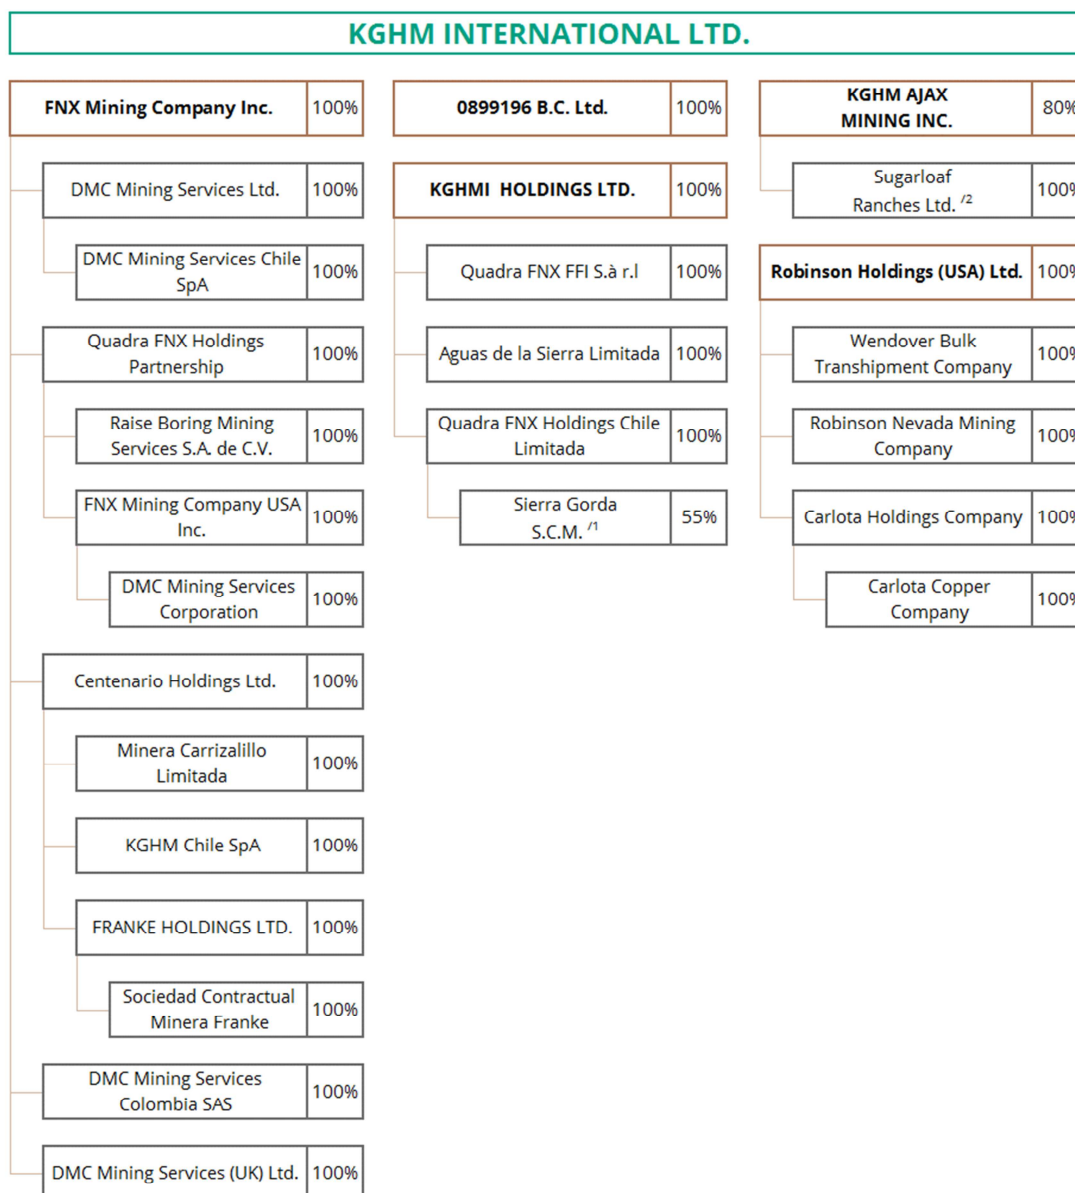 KGHM INTERNATIONAL LTD.
FNX Mining Company Inc. 100%
DMC Mining Services Ltd. 100%
DMC Mining Services Chile
SpA 100%
Quadra FNX Holdings
Partnership 100%
Raise Boring Mining
Services S.A. de C.V. 100%
FNX Mining Company USA
Inc. 100%
DMC Mining Services
Corporation 100%
Centenario Holdings Ltd. 100%
Minera Carrizalillo
Limitada 100%
KGHM Chile SpA 100%
FRANKE HOLDINGS LTD. 100%
Sociedad Contractual
Minera Franke 100%
DMC Mining Services
Colombia SAS 100%
DMC Mining Services (UK) Ltd. 100%
0899196 B.C. Ltd. 100%
KGHMI HOLDINGS LTD. 100%
Quadra FNX FFI S.à r.l 100%
Aguas de la Sierra Limitada 100%
Quadra FNX Holdings Chile
Limitada 100%
Sierra Gorda
S.C.M. /1 55%
KGHM AJAX
MINING INC. 80%
Sugarloaf
Ranches Ltd. /2 100%
Robinson Holdings (USA) Ltd. 100%
Wendover Bulk
Transhipment Company 100%
Robinson Nevada Mining
Company 100%
Carlota Holdings Company 100%
Carlota Copper
Company 100%